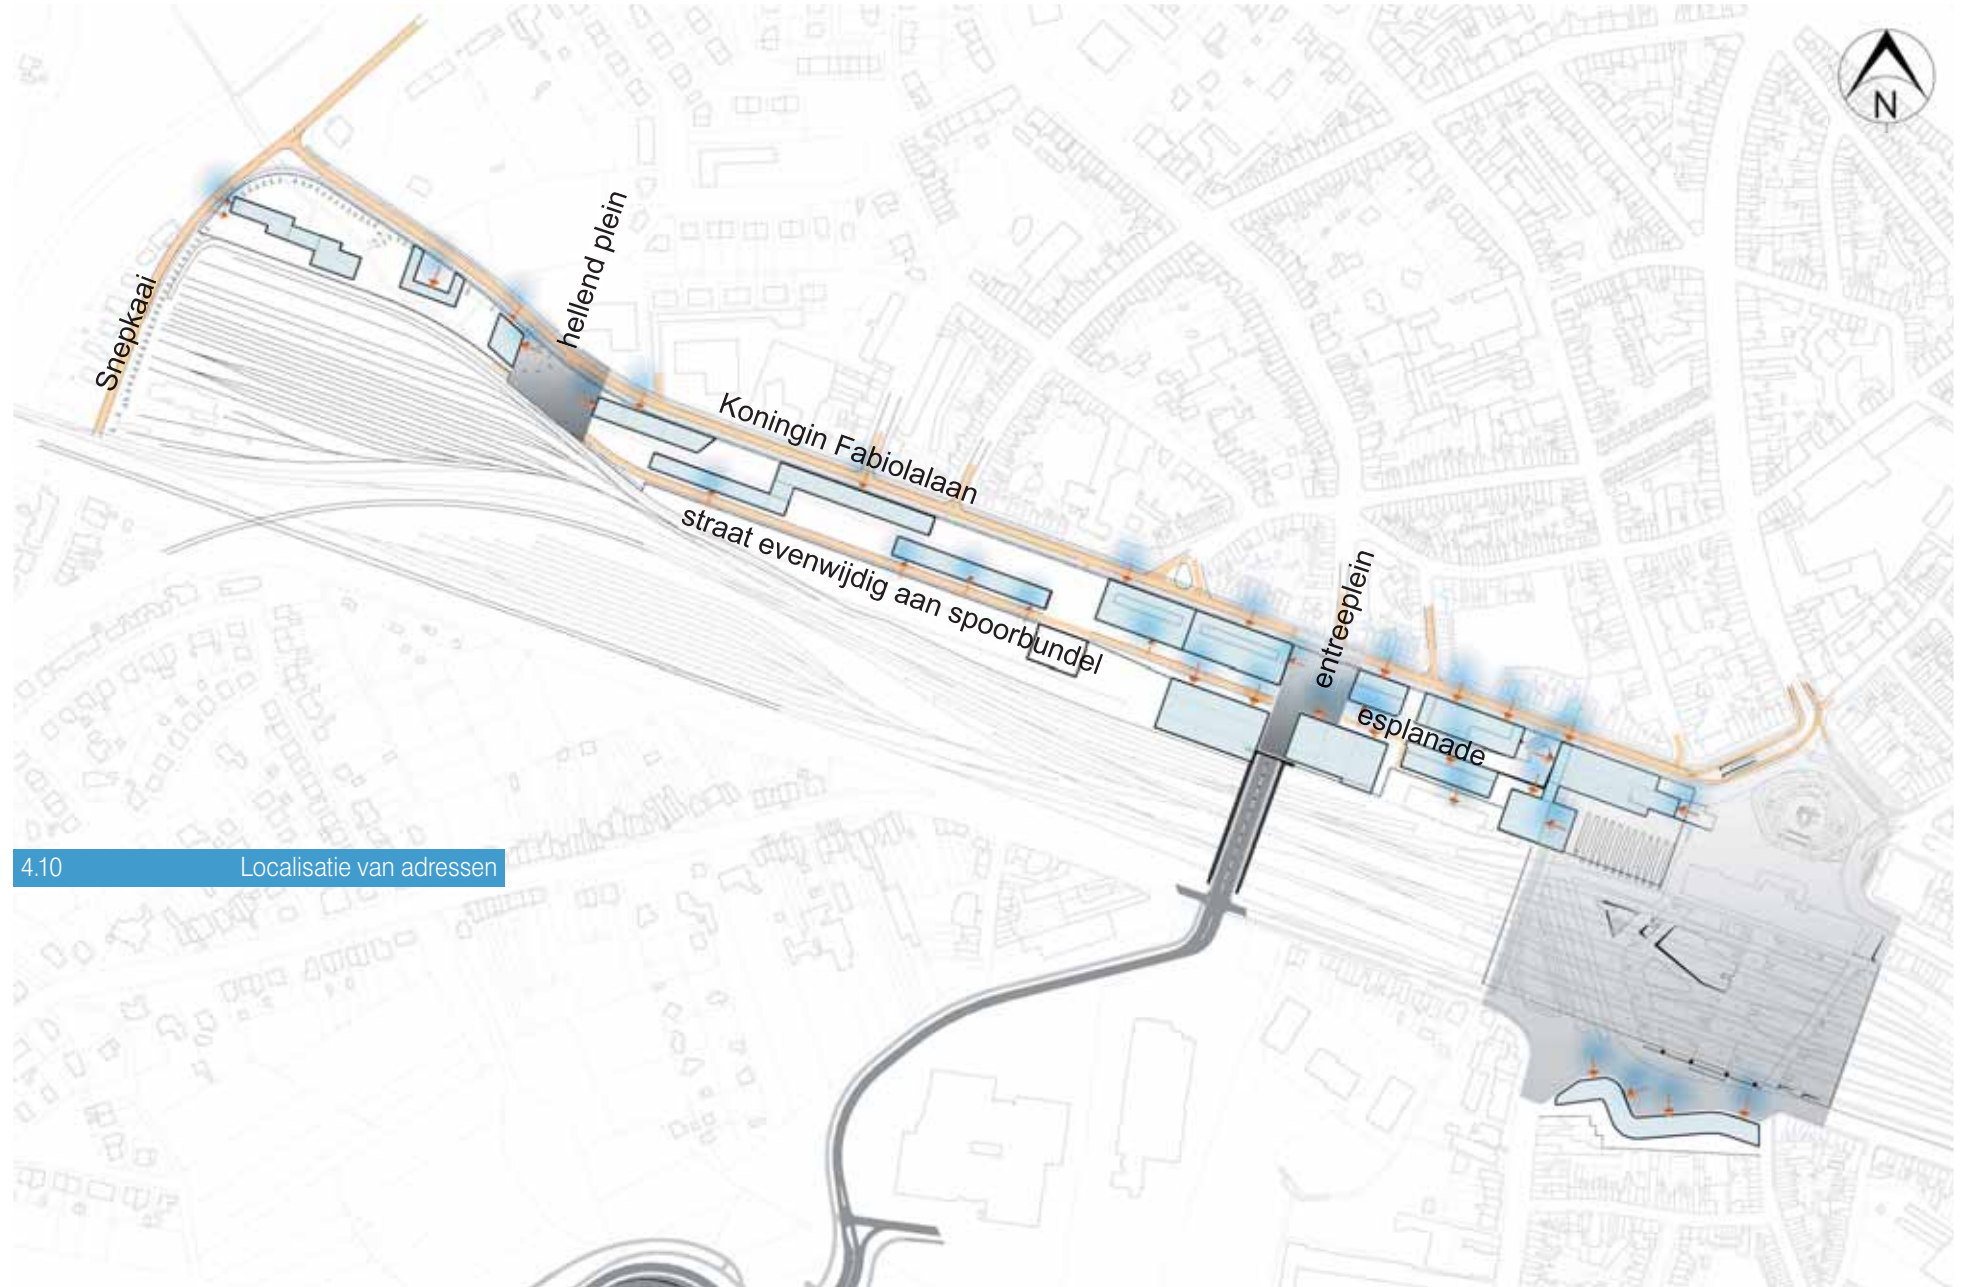 N
hellend plein
Snepkaai
Koningin Fabiolalaan
straat evenwijdig aan spoorbundel
entreeplein
esplanade
4.10 Localisatie van adressen